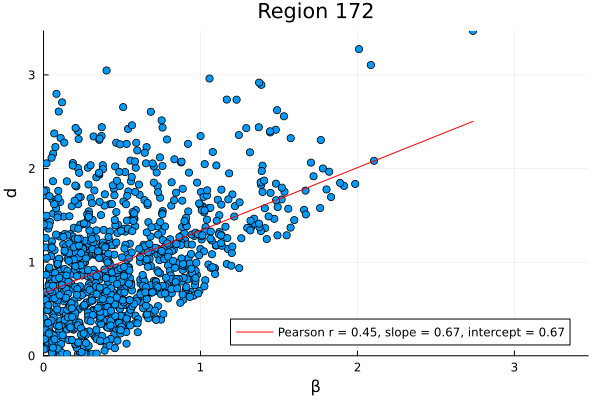 Region 172
d
3
2
1
0
0
1
2
3
β
Pearson r = 0.45, slope = 0.67, intercept = 0.67